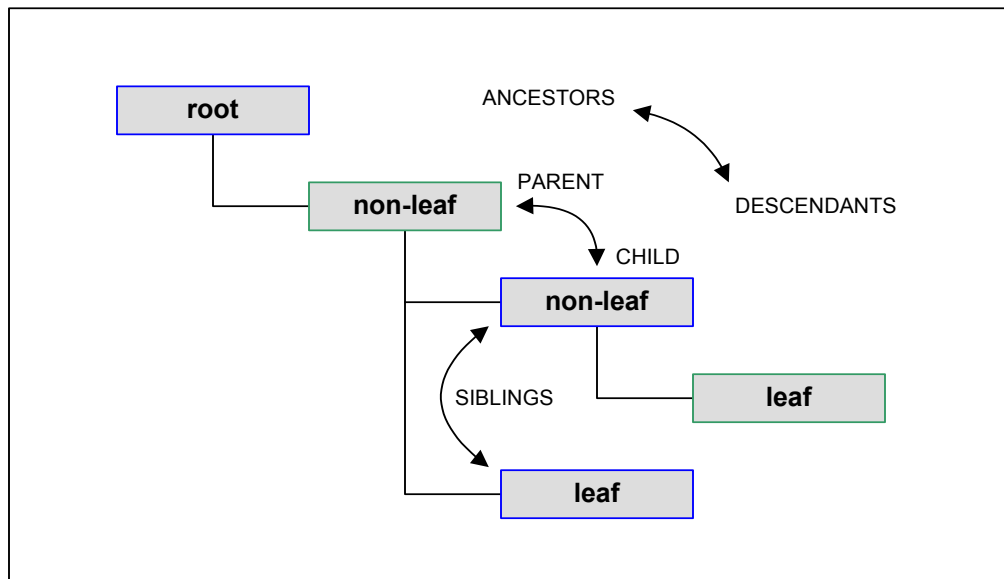 root
ANCESTORS
non-leaf
PARENT
DESCENDANTS
CHILD
non-leaf
SIBLINGS
leaf
leaf